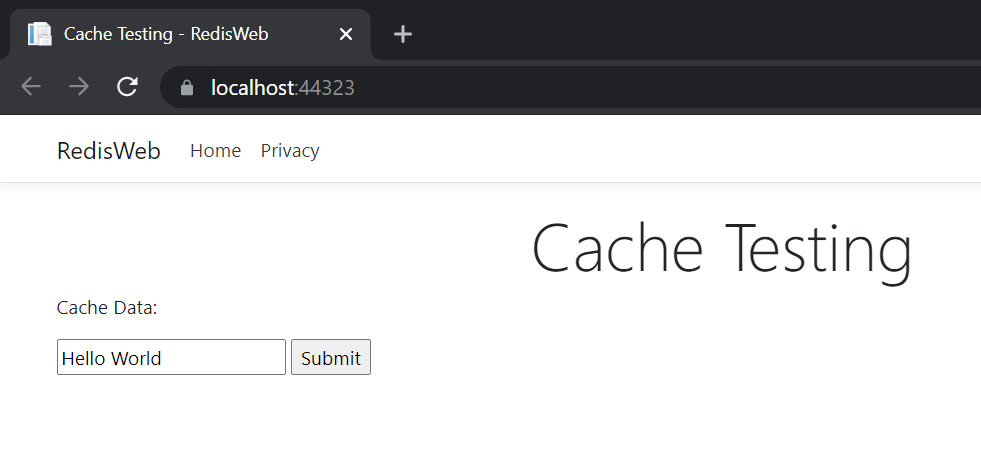 Cache Testing - RedisWeb
localhost:44323
RedisWeb Home Privacy
Cache Testing
Cache Data:
Hello World Submit